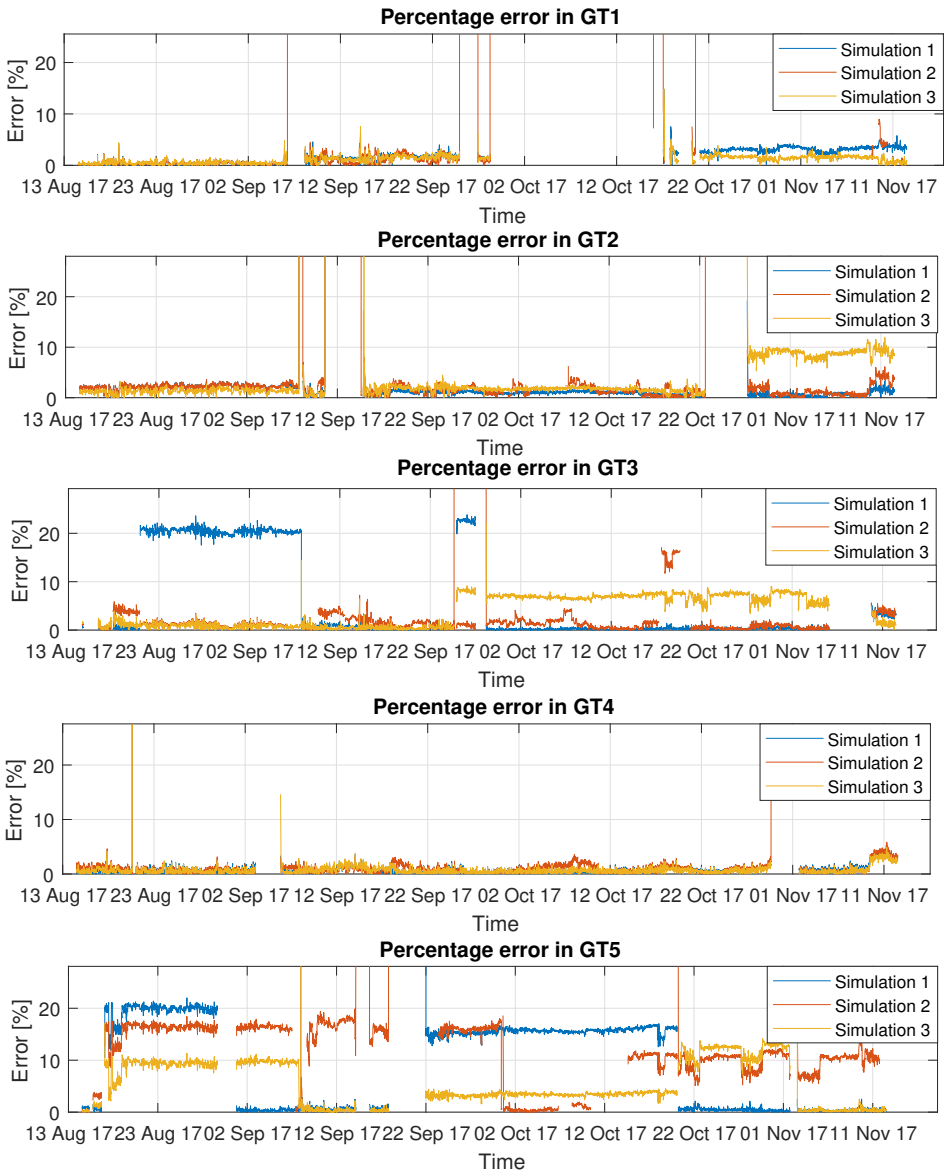 Percentage error in GT1
Error [%]
20
10
0
Simulation 1
Simulation 2
Simulation 3
13 Aug 17 23 Aug 17 02 Sep 17 12 Sep 17 22 Sep 17 02 Oct 17 12 Oct 17 22 Oct 17 01 Nov 17 11 Nov 17
Time
Percentage error in GT2
Error [%]
20
10
0
Simulation 1
Simulation 2
Simulation 3
13 Aug 17 23 Aug 17 02 Sep 17 12 Sep 17 22 Sep 17 02 Oct 17 12 Oct 17 22 Oct 17 01 Nov 17 11 Nov 17
Time
Percentage error in GT3
Error [%]
20
10
0
Simulation 1
Simulation 2
Simulation 3
13 Aug 17 23 Aug 17 02 Sep 17 12 Sep 17 22 Sep 17 02 Oct 17 12 Oct 17 22 Oct 17 01 Nov 17 11 Nov 17
Time
Percentage error in GT4
Error [%]
20
10
0
Simulation 1
Simulation 2
Simulation 3
13 Aug 17 23 Aug 17 02 Sep 17 12 Sep 17 22 Sep 17 02 Oct 17 12 Oct 17 22 Oct 17 01 Nov 17 11 Nov 17
Time
Percentage error in GT5
Error [%]
20
10
0
Simulation 1
Simulation 2
Simulation 3
13 Aug 17 23 Aug 17 02 Sep 17 12 Sep 17 22 Sep 17 02 Oct 17 12 Oct 17 22 Oct 17 01 Nov 17 11 Nov 17
Time